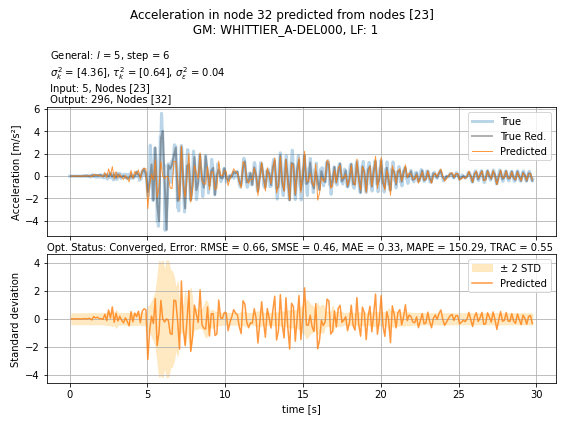 Acceleration in node 32 predicted from nodes [23]
GM: WHITTIER_A-DEL000, LF: 1
General: l = 5, step = 6
σ²ₖ = [4.36], τ²ₖ = [0.64], σ²ε = 0.04
Input: 5, Nodes [23]
Output: 296, Nodes [32]
Acceleration [m/s²]
6
4
2
0
−2
−4
True
True Red.
Predicted
Opt. Status: Converged, Error: RMSE = 0.66, SMSE = 0.46, MAE = 0.33, MAPE = 150.29, TRAC = 0.55
Standard deviation
4
2
0
−2
−4
± 2 STD
Predicted
0 5 10 15 20 25 30
time [s]